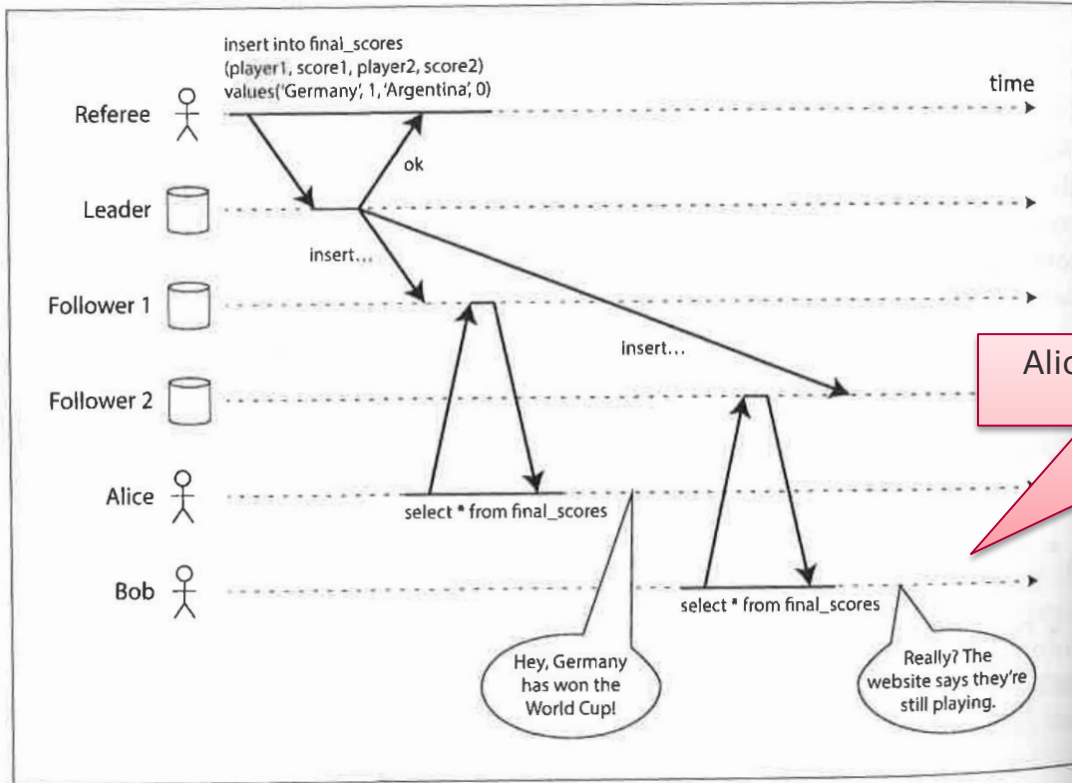 insert into final_scores
(player1, score1, player2, score2)
values('Germany', 1, 'Argentina', 0)
time
Referee
ok
Leader
insert...
Follower 1
insert...
Follower 2
Alice
select * from final_scores
Bob
select * from final_scores
Hey, Germany
has won the
World Cup!
Really? The
website says they're
still playing.